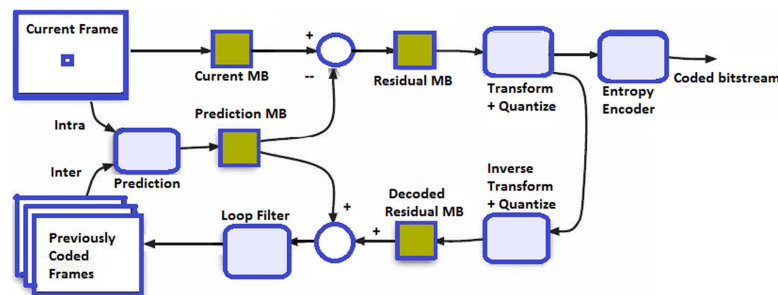 Current Frame
+
--
Current MB
Residual MB
Transform
+ Quantize
Entropy
Encoder
Coded bitstream
Prediction MB
Intra
Inter
Prediction
Inverse
Transform
+ Quantize
Decoded
Residual MB
+
+
Loop Filter
Previously
Coded
Frames